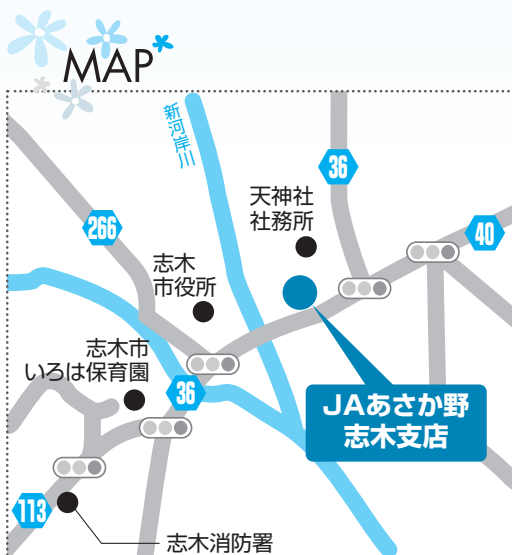 MAP
新河岸川
36
天神社
社務所
266
40
志木
市役所
志木市
いろは保育園
36
JAあさか野
志木支店
113
志木消防署